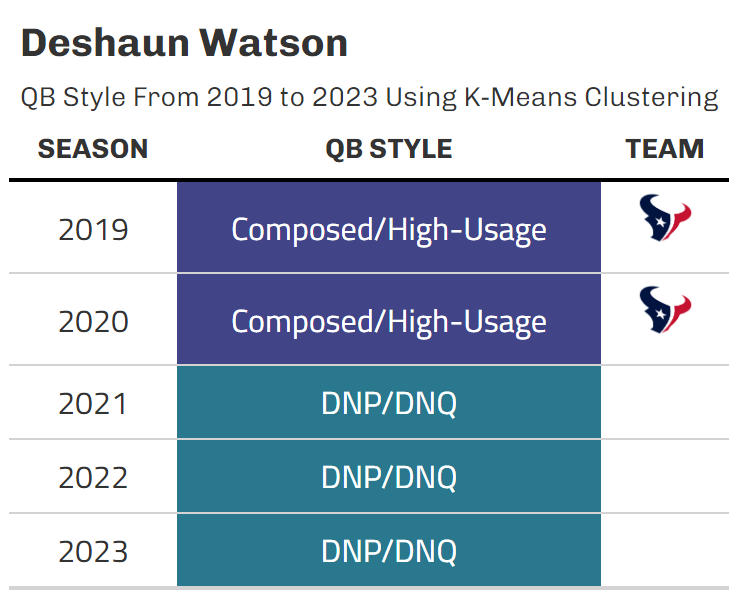 Deshaun Watson
QB Style From 2019 to 2023 Using K-Means Clustering
SEASON QB STYLE TEAM
2019 Composed/High-Usage
2020 Composed/High-Usage
2021 DNP/DNQ
2022 DNP/DNQ
2023 DNP/DNQ